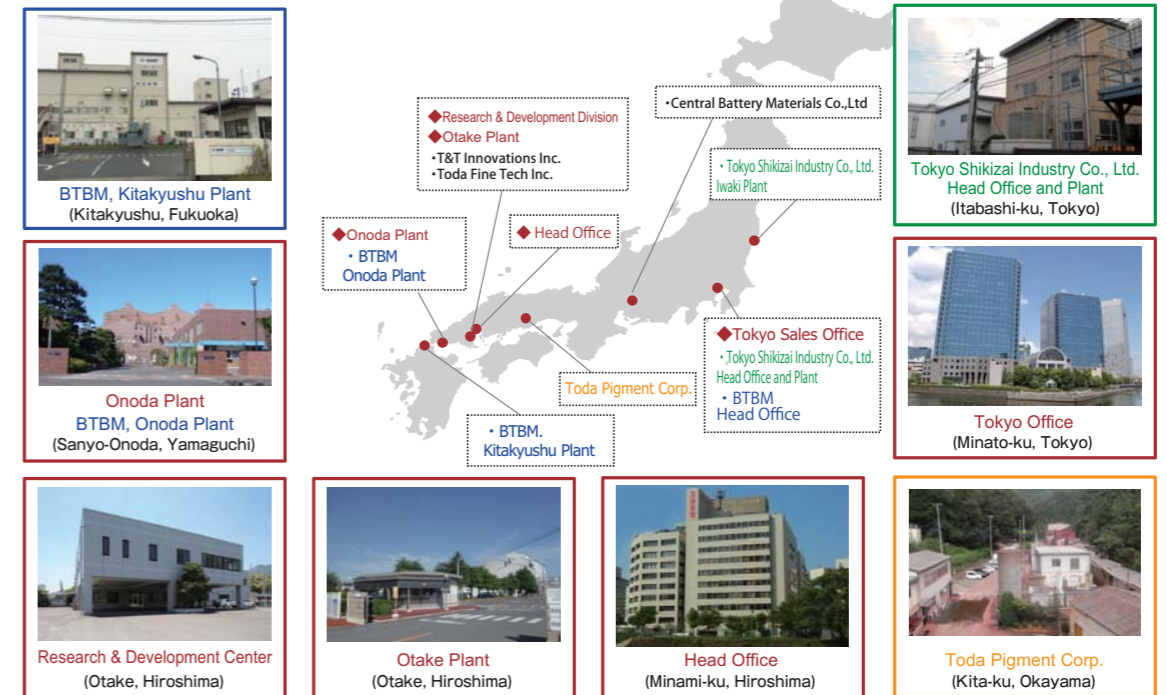 BTBM, Kitakyushu Plant
(Kitakyushu, Fukuoka)
Onoda Plant
BTBM, Onoda Plant
(Sanyo-Onoda, Yamaguchi)
◆Research & Development Division
◆Otake Plant
・T&T Innovations Inc.
・Toda Fine Tech Inc.
◆Onoda Plant
・BTBM
Onoda Plant
◆Head Office
・Central Battery Materials Co.,Ltd
・Tokyo Shikizai Industry Co., Ltd.
Iwaki Plant
◆Tokyo Sales Office
・Tokyo Shikizai Industry Co., Ltd.
Head Office and Plant
・BTBM
Head Office
Toda Pigment Corp.
・BTBM.
Kitakyushu Plant
Tokyo Shikizai Industry Co., Ltd.
Head Office and Plant
(Itabashi-ku, Tokyo)
Tokyo Office
(Minato-ku, Tokyo)
Research & Development Center
(Otake, Hiroshima)
Otake Plant
(Otake, Hiroshima)
Head Office
(Minami-ku, Hiroshima)
Toda Pigment Corp.
(Kita-ku, Okayama)